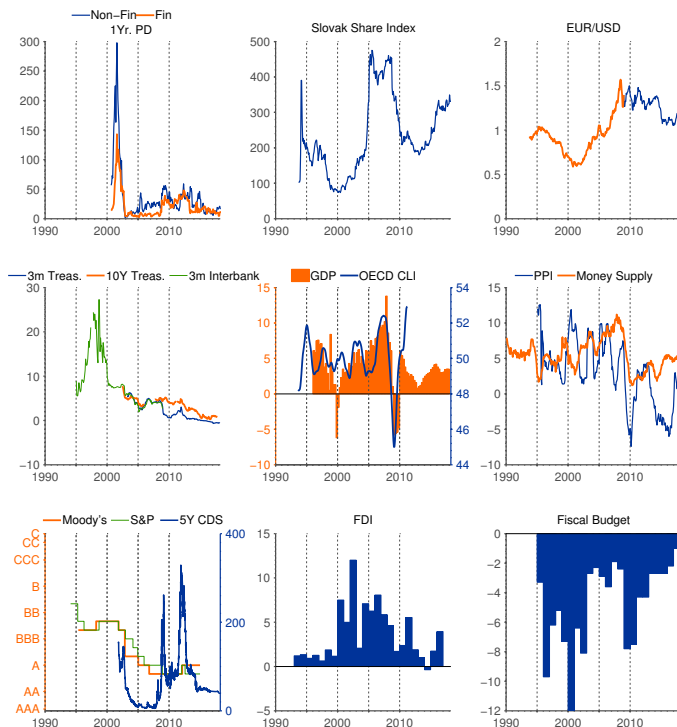 Non-Fin Fin
1Yr. PD
300
250
200
150
100
50
0
1990 2000 2010
Slovak Share Index
500
400
300
200
100
0
1990 2000 2010
EUR/USD
2
1.5
1
0.5
0
1990 2000 2010
3m Treas. 10Y Treas. 3m Interbank
30
20
10
0
−10
1990 2000 2010
GDP OECD CLI
15
10
5
0
−5
−10
54
52
50
48
46
44
1990 2000 2010
PPI Money Supply
15
10
5
0
−5
−10
1990 2000 2010
Moody's S&P 5Y CDS
C
CC
CCC
B
BB
BBB
A
AA
AAA
400
200
0
1990 2000 2010
FDI
15
10
5
0
−5
1990 2000 2010
Fiscal Budget
0
−2
−4
−6
−8
−10
−12
1990 2000 2010